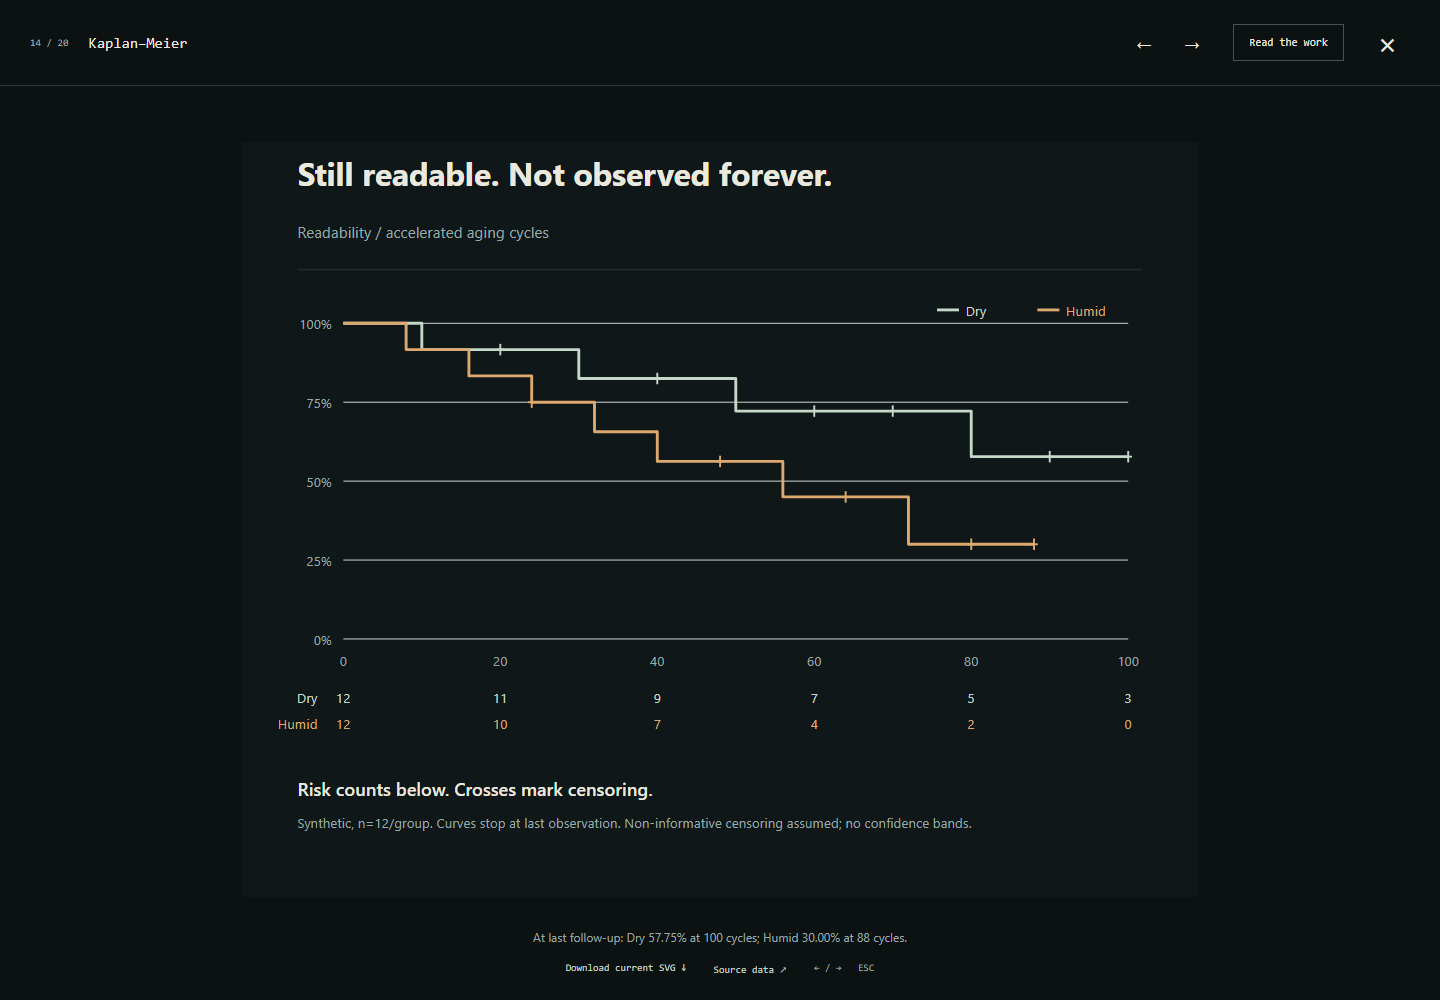 14 / 20 Kaplan—Meier ← → Read the work ✕
Still readable. Not observed forever.
Readability / accelerated aging cycles
Dry Humid
100%
75%
50%
25%
0%
0 20 40 60 80 100
Dry 12 11 9 7 5 3
Humid 12 10 7 4 2 0
Risk counts below. Crosses mark censoring.
Synthetic, n=12/group. Curves stop at last observation. Non-informative censoring assumed; no confidence bands.
At last follow-up: Dry 57.75% at 100 cycles; Humid 30.00% at 88 cycles.
Download current SVG ↓ Source data ↗ ← / → ESC